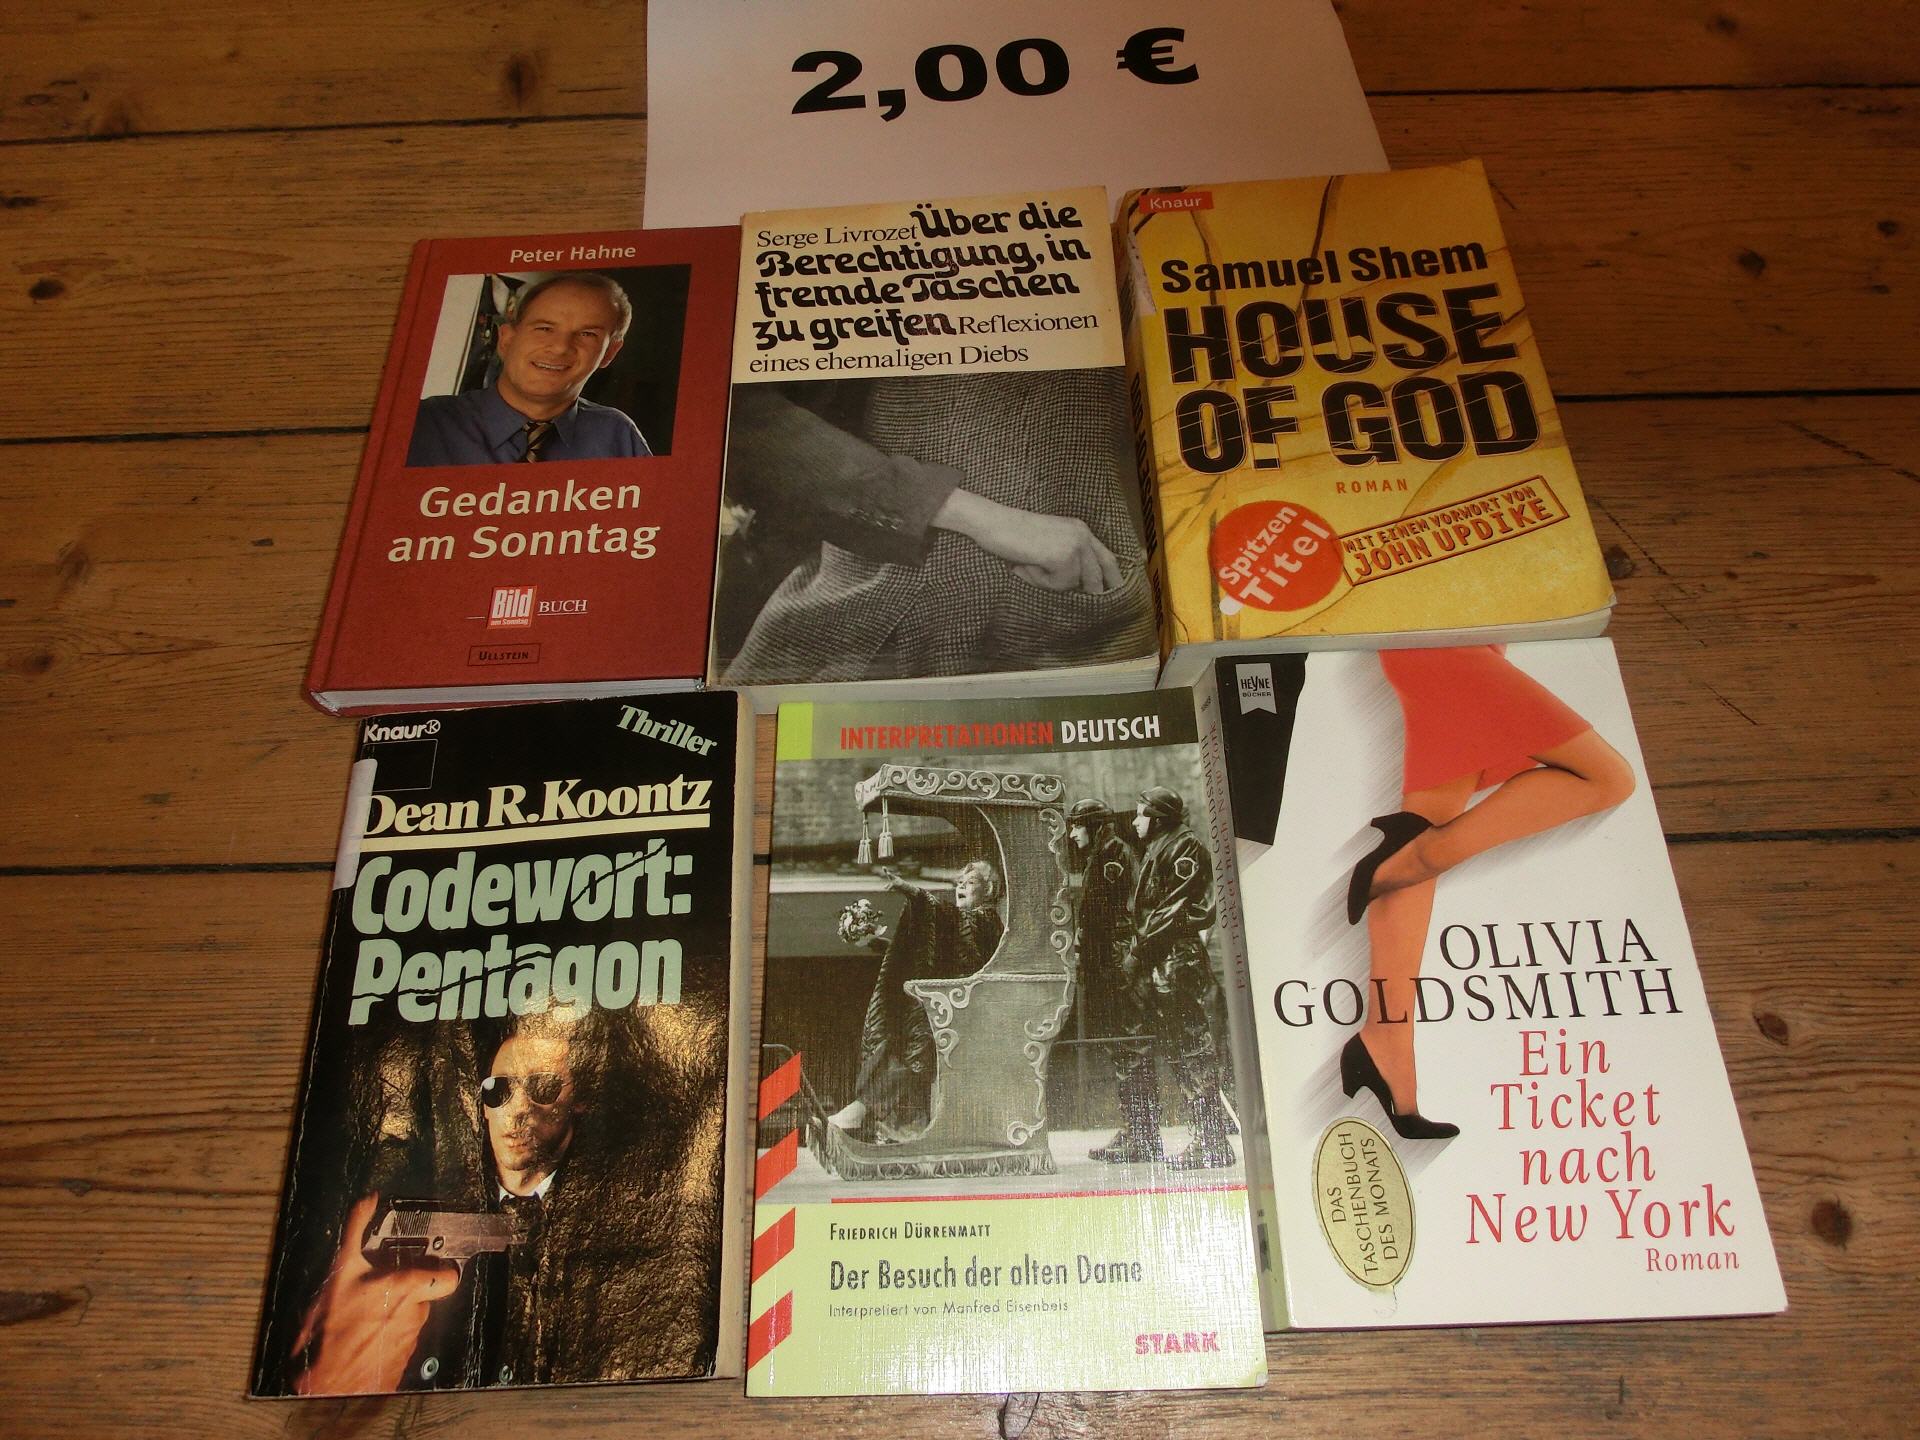 2,00 €
Peter Hahne
Gedanken
am Sonntag
Bild BUCH
am Sonntag
ULLSTEIN
Serge Livrozet Über die
Berechtigung, in
fremde Taschen
zu greifen Reflexionen
eines ehemaligen Diebs
Knaur
Samuel Shem
HOUSE
OF GOD
ROMAN
Spitzen
Titel
MIT EINEM VORWORT VON
JOHN UPDIKE
Knaur K
Thriller
Dean R. Koontz
Codewort:
Pentagon
INTERPRETATIONEN DEUTSCH
FRIEDRICH DÜRRENMATT
Der Besuch der alten Dame
Interpretiert von Manfred Eisenbeis
STARK
HEYNE
BÜCHER
OLIVIA GOLDSMITH
Ein Ticket nach New York
OLIVIA
GOLDSMITH
Ein
Ticket
nach
New York
Roman
DAS
TASCHENBUCH
DES MONATS